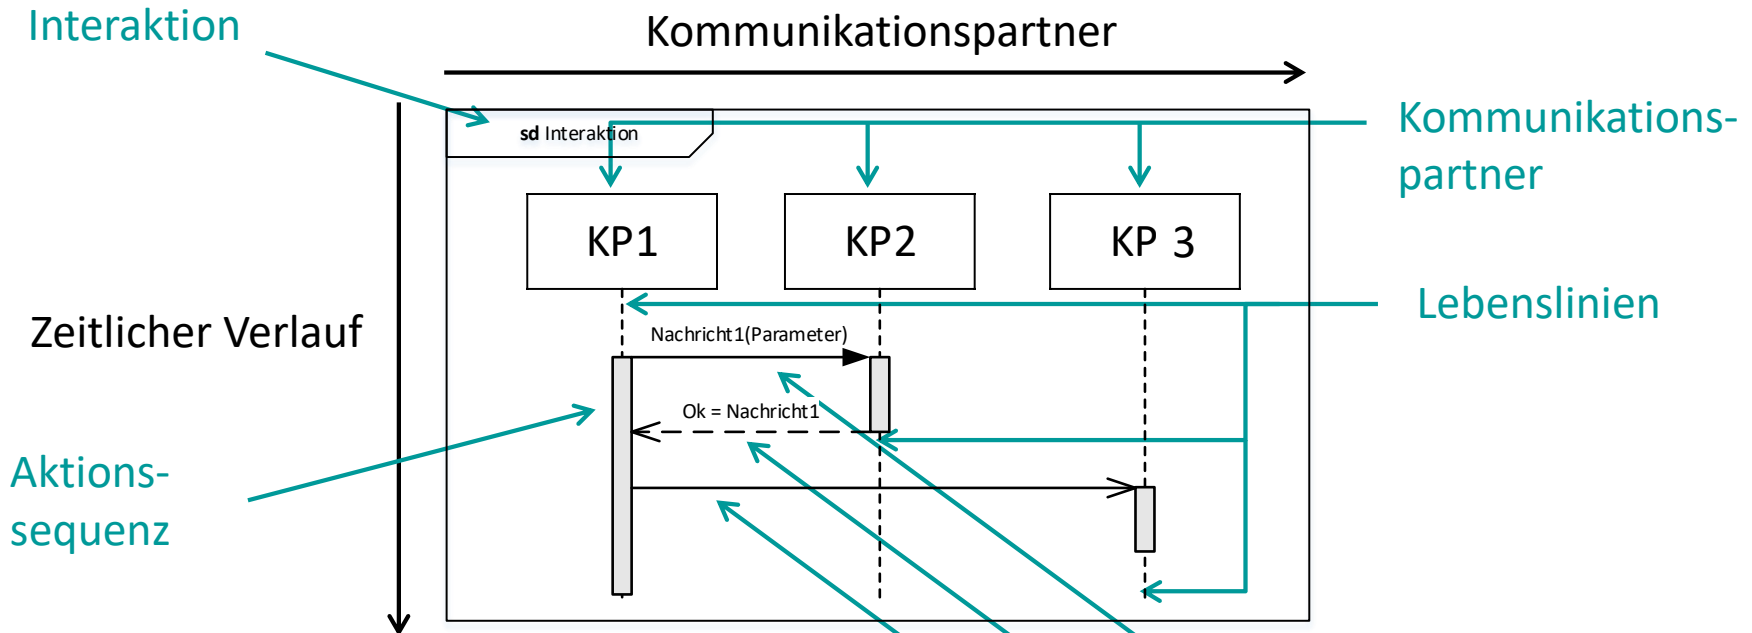 Interaktion
Kommunikationspartner
sd Interaktion
Kommunikations-
partner
KP1
KP2
KP 3
Lebenslinien
Zeitlicher Verlauf
Nachricht1(Parameter)
Ok = Nachricht1
Aktions-
sequenz